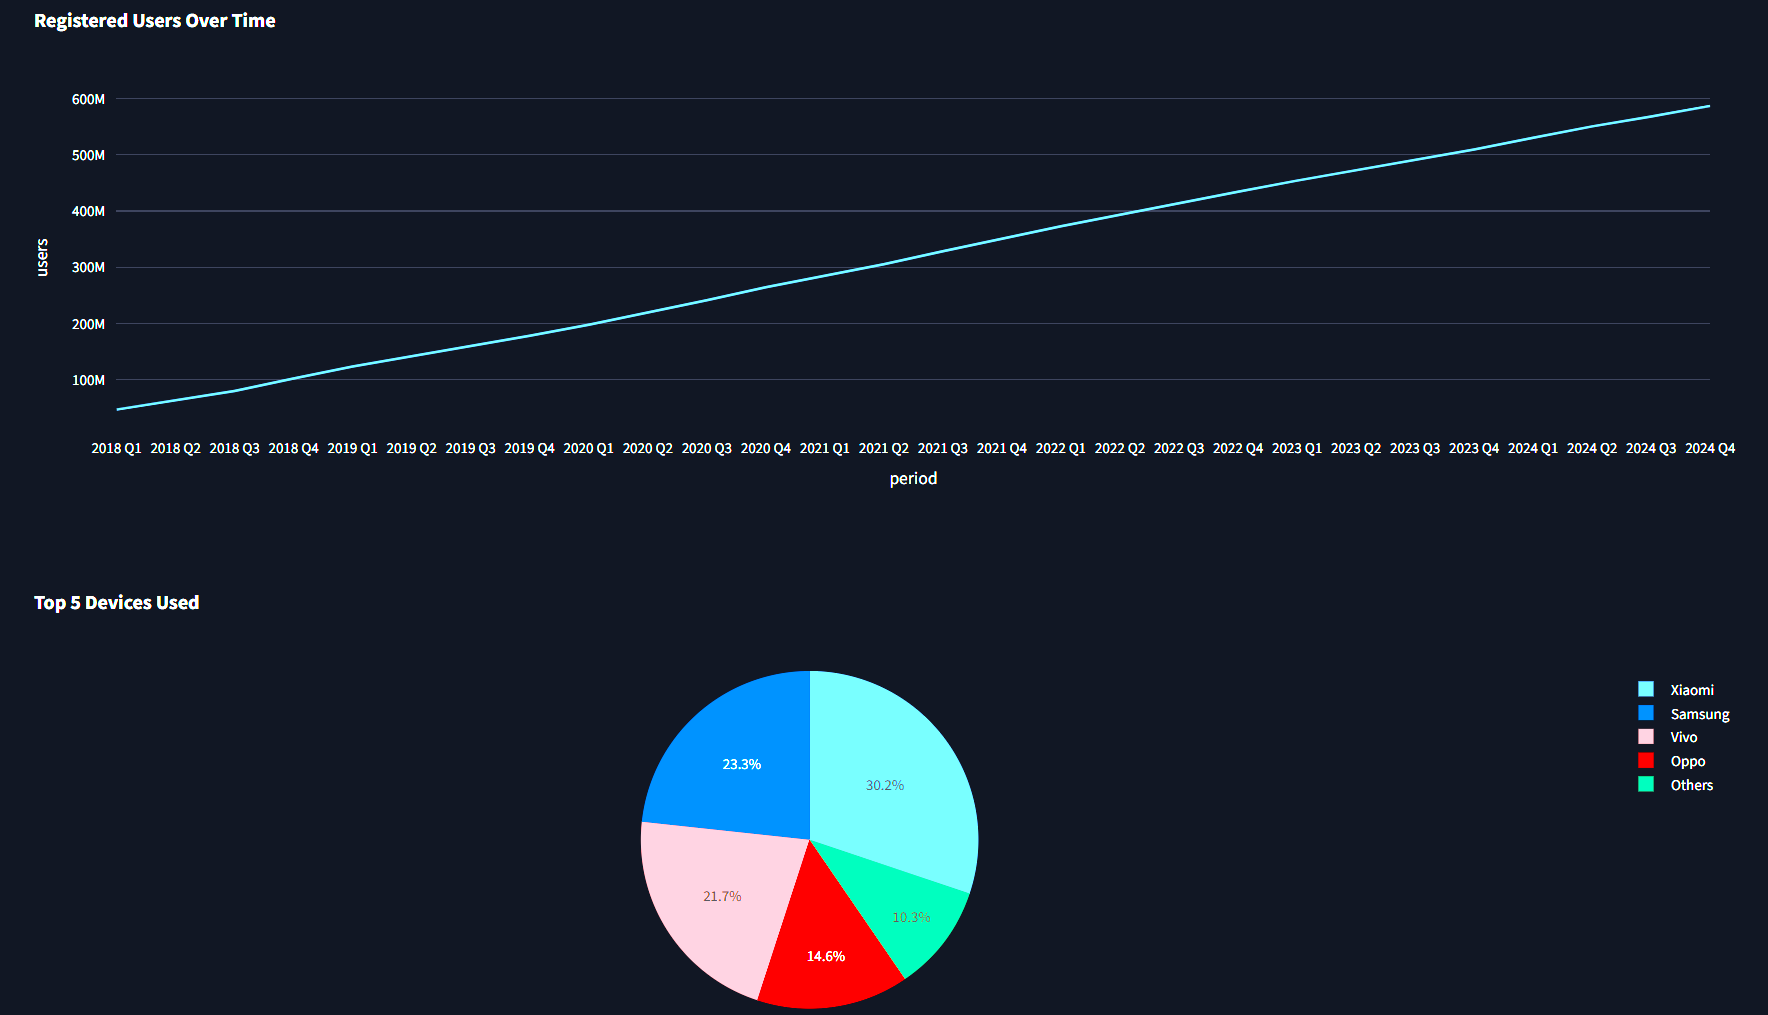 Registered Users Over Time
600M
500M
400M
300M
200M
100M
users
2018 Q1 2018 Q2 2018 Q3 2018 Q4 2019 Q1 2019 Q2 2019 Q3 2019 Q4 2020 Q1 2020 Q2 2020 Q3 2020 Q4 2021 Q1 2021 Q2 2021 Q3 2021 Q4 2022 Q1 2022 Q2 2022 Q3 2022 Q4 2023 Q1 2023 Q2 2023 Q3 2023 Q4 2024 Q1 2024 Q2 2024 Q3 2024 Q4
period
Top 5 Devices Used
23.3%
30.2%
21.7%
10.3%
14.6%
Xiaomi
Samsung
Vivo
Oppo
Others